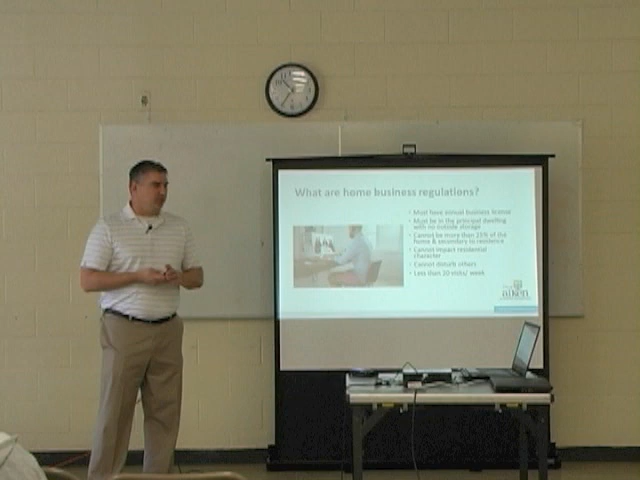 What are home business regulations?
• Must have annual business license
• Must be in the principal dwelling
with no outside storage
• Cannot be more than 25% of the
home & secondary to residence
• Cannot impact residential
character
• Cannot disturb others
• Less than 20 visits/ week
aiken